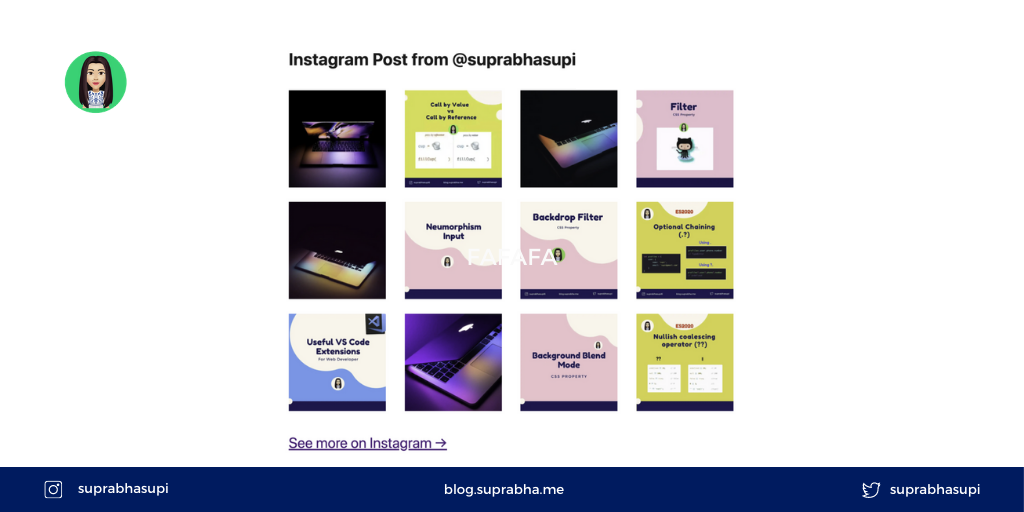 Instagram Post from @suprabhasupi
Call by Value
vs
Call by Reference
Filter
CSS Property
Neumorphism
Input
Backdrop Filter
CSS Property
FAFAFA
ES2020
Optional Chaining
(.?)
Useful VS Code
Extensions
For Web Developer
Background Blend
Mode
CSS PROPERTY
ES2020
Nullish coalescing
operator (??)
??
See more on Instagram →
suprabhasupi
blog.suprabha.me
suprabhasupi